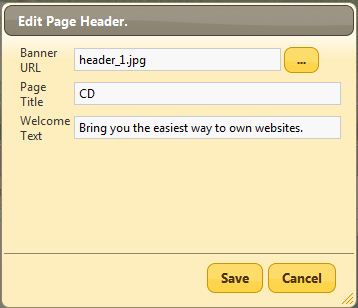 Edit Page Header.
Banner
URL
header_1.jpg
...
Page
Title
CD
Welcome
Text
Bring you the easiest way to own websites.
Save
Cancel